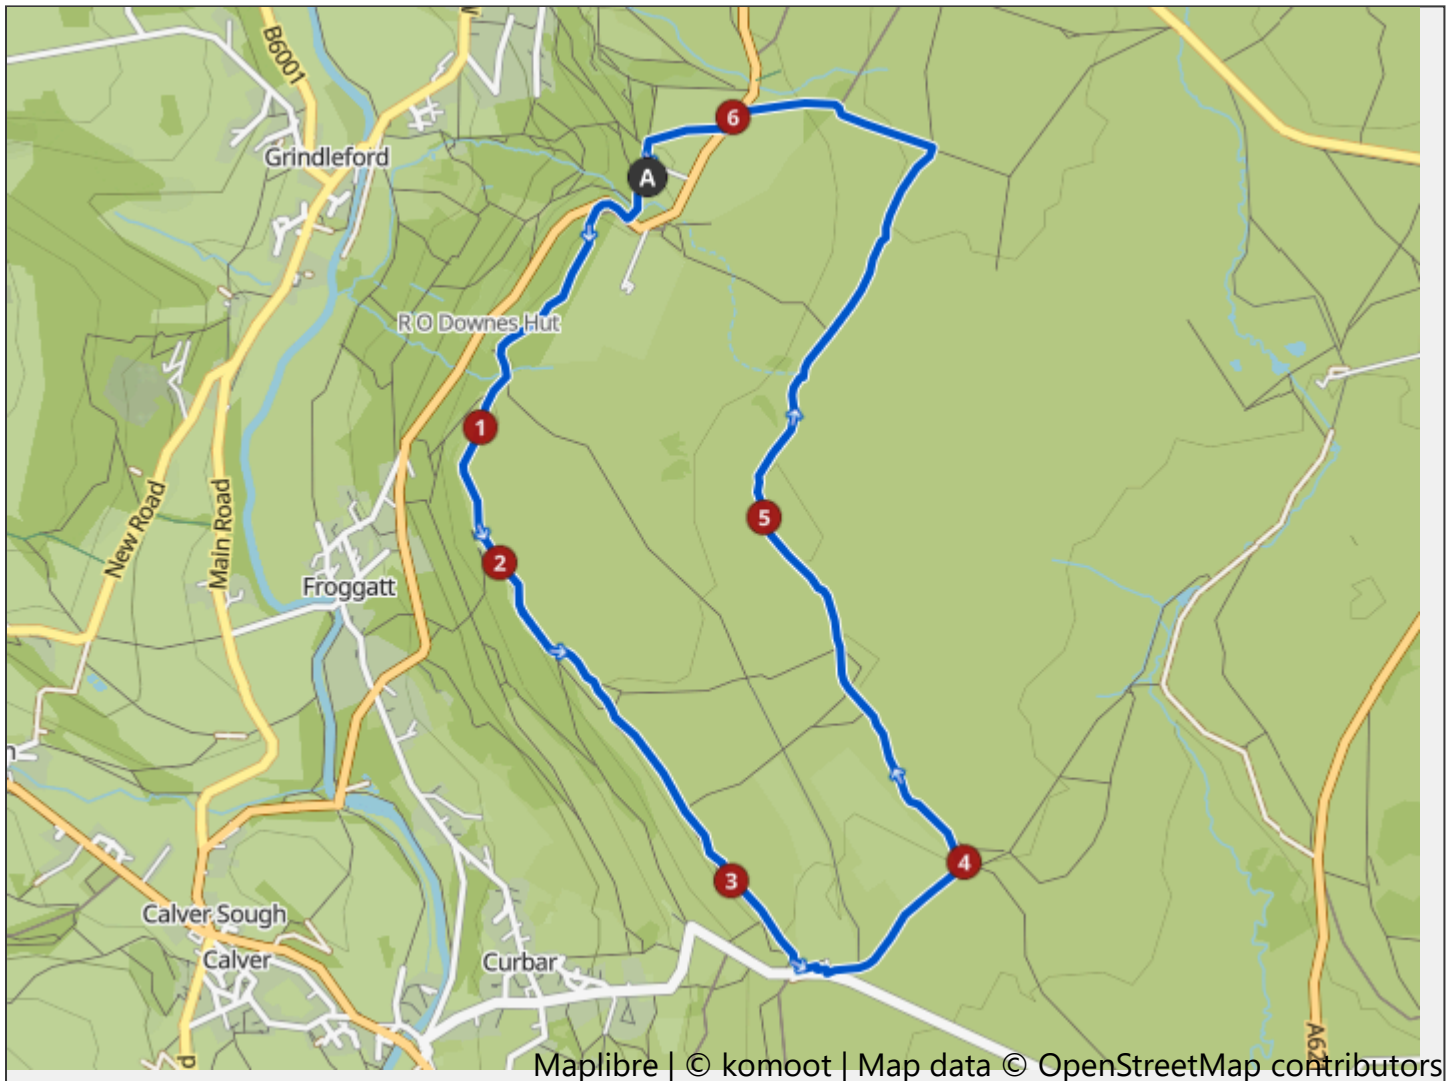 B6001
Grindleford
6
A
R O Downes Hut
1
New Road
Main Road
5
2
Froggatt
4
3
Calver Sough
Calver
Curbar
Maplibre | © komoot | Map data © OpenStreetMap contributors